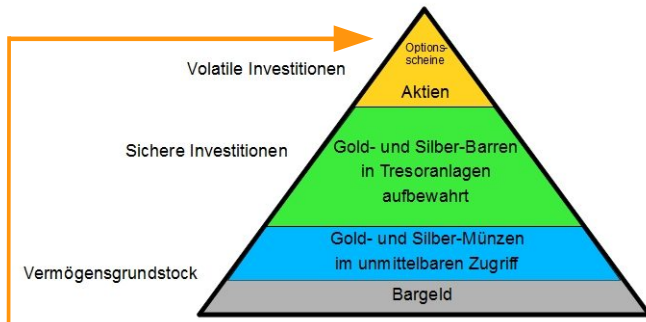 Options-
scheine
Volatile Investitionen
Aktien
Sichere Investitionen
Gold- und Silber-Barren
in Tresoranlagen
aufbewahrt
Gold- und Silber-Münzen
im unmittelbaren Zugriff
Vermögensgrundstock
Bargeld